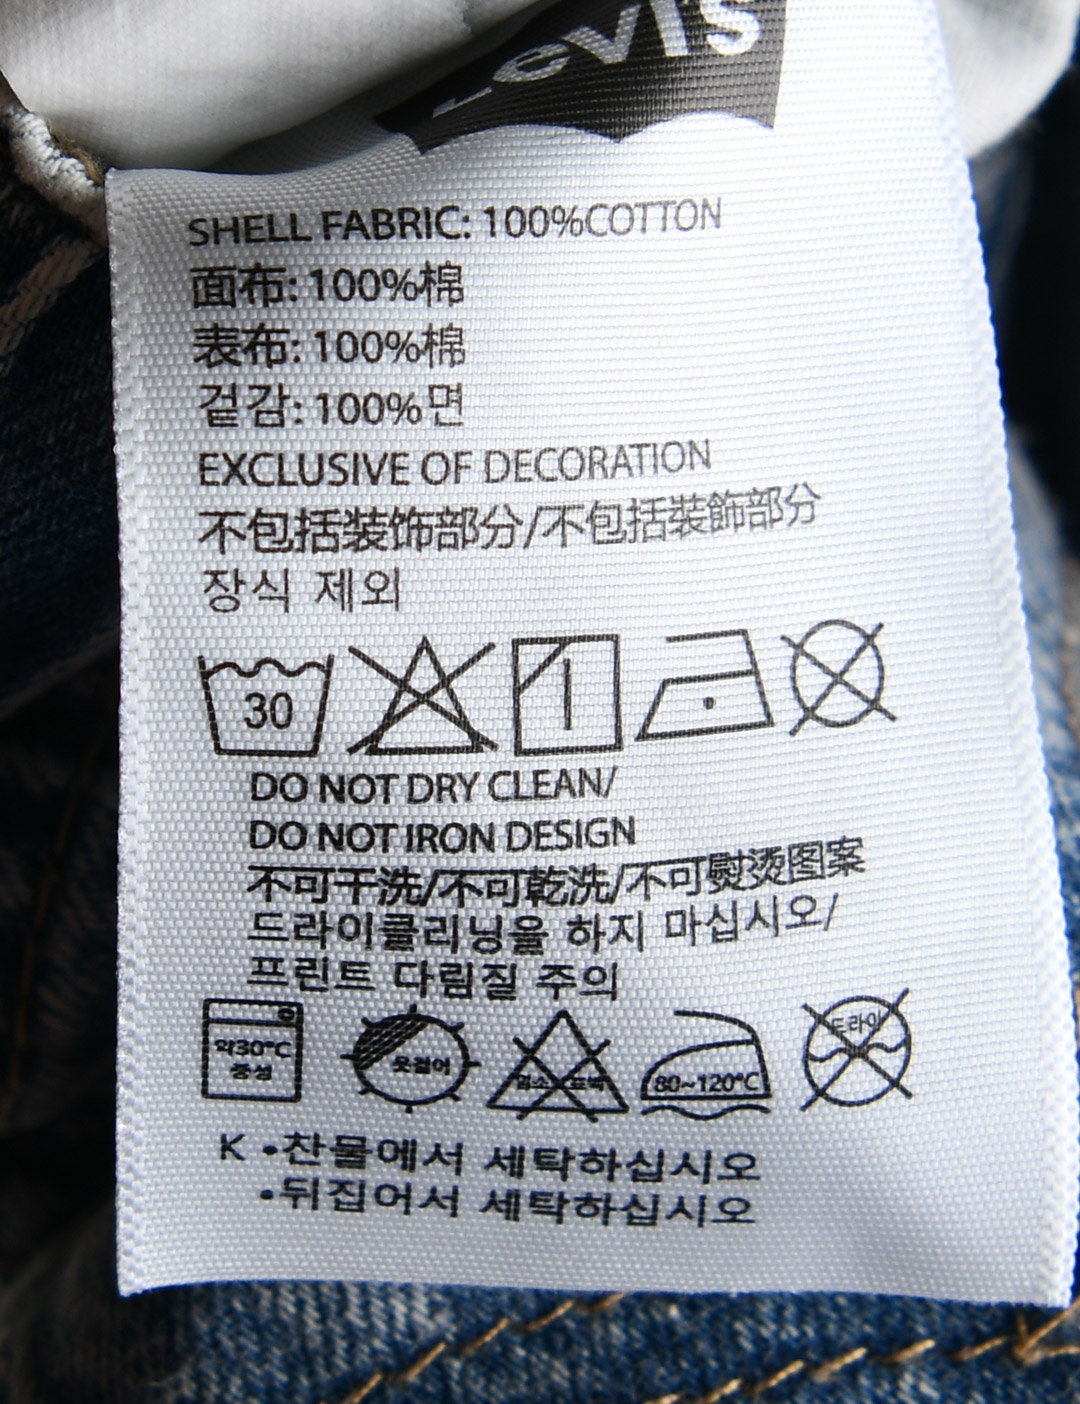 Levi's
SHELL FABRIC: 100%COTTON
面布: 100%棉
表布: 100%棉
겉감: 100%면
EXCLUSIVE OF DECORATION
不包括装饰部分/不包括裝飾部分
장식 제외
30
DO NOT DRY CLEAN/
DO NOT IRON DESIGN
不可干洗/不可乾洗/不可熨烫图案
드라이클리닝을 하지 마십시오/
프린트 다림질 주의
약30°C 옷걸어 염소 표백 80~120°C 드라이
중성
K •찬물에서 세탁하십시오
•뒤집어서 세탁하십시오